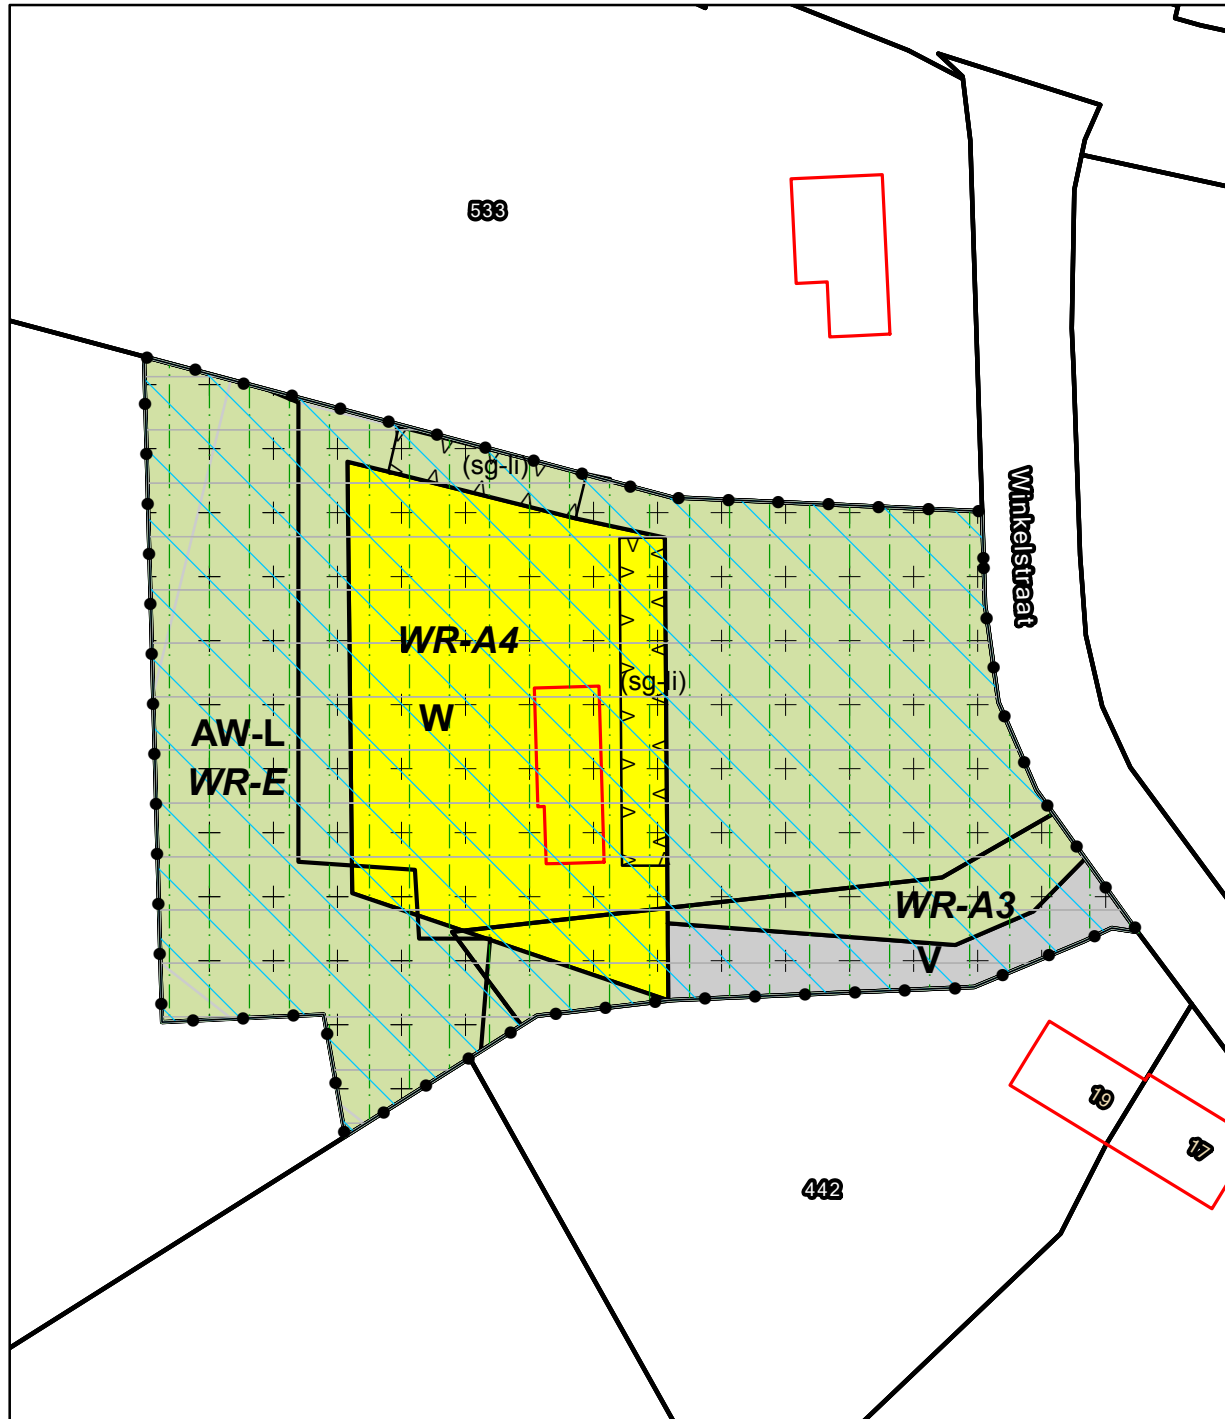 533
(sg-li)
Winkelstraat
WR-A4
(sg-li)
W
AW-L
WR-E
WR-A3
V
19
17
442